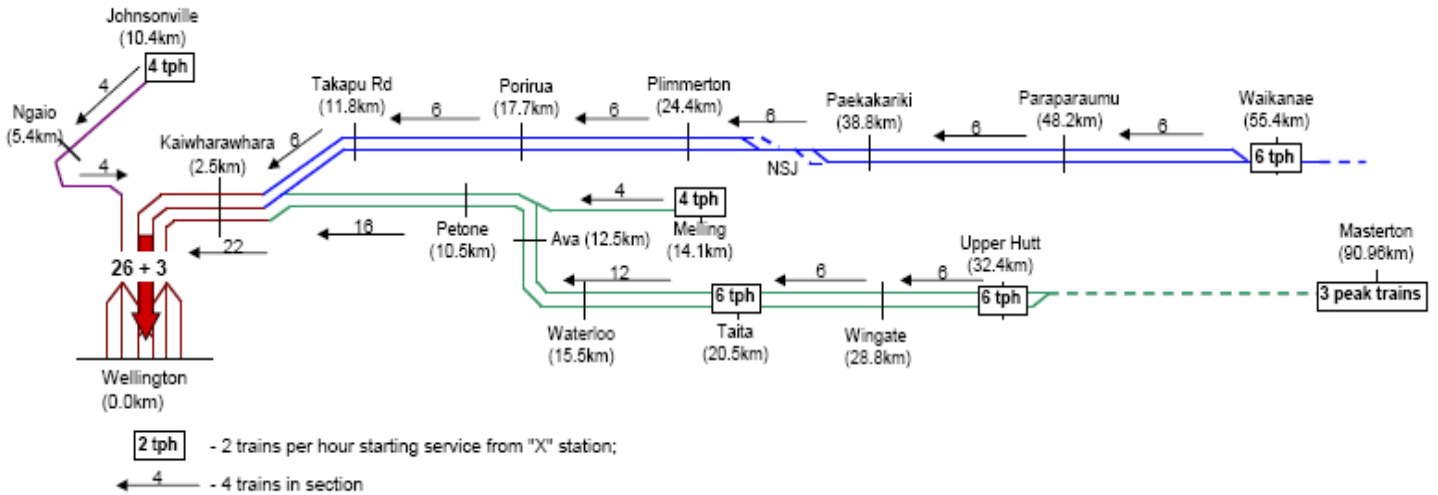 Johnsonville
(10.4km)
4 tph
4
Ngaio
(5.4km)
4
Kaiwharawhara
(2.5km)
6
Takapu Rd
(11.8km)
6
Porirua
(17.7km)
6
Plimmerton
(24.4km)
6
NSJ
Paekakariki
(38.8km)
6
Paraparaumu
(48.2km)
6
Waikanae
(55.4km)
6 tph
22
16
Petone
(10.5km)
4
4 tph
Melling
(14.1km)
Ava (12.5km)
12
Waterloo
(15.5km)
6 tph
Taita
(20.5km)
6
Wingate
(28.8km)
6
Upper Hutt
(32.4km)
6 tph
Masterton
(90.96km)
3 peak trains
26 + 3
Wellington
(0.0km)
2 tph - 2 trains per hour starting service from "X" station;
4 - 4 trains in section